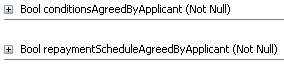 Bool conditionsAgreedByApplicant (Not Null)
Bool repaymentScheduleAgreedByApplicant (Not Null)